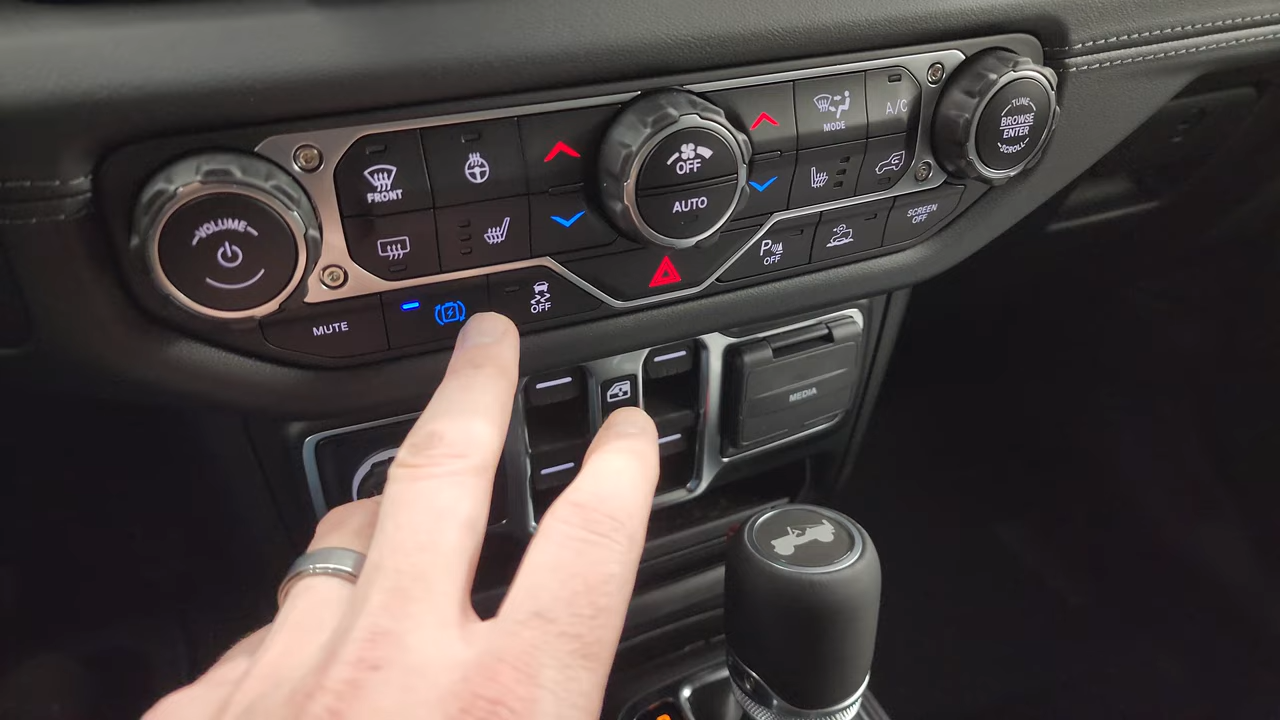 VOLUME
MUTE
FRONT
OFF
OFF
AUTO
MODE
A/C
P
OFF
SCREEN
OFF
TUNE
BROWSE
ENTER
SCROLL
MEDIA